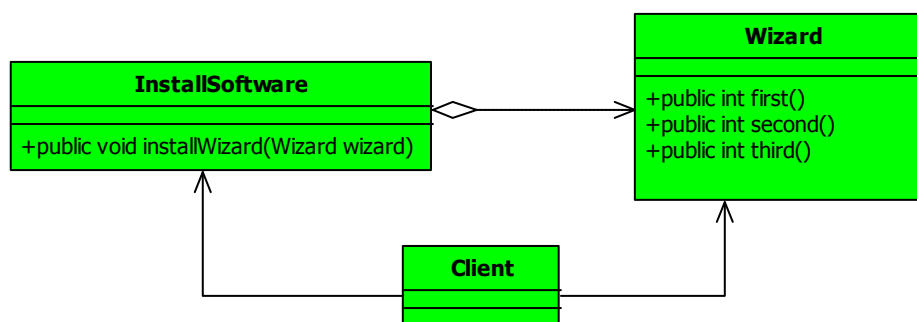 Wizard
InstallSoftware
+public int first()
+public int second()
+public int third()
+public void installWizard(Wizard wizard)
Client